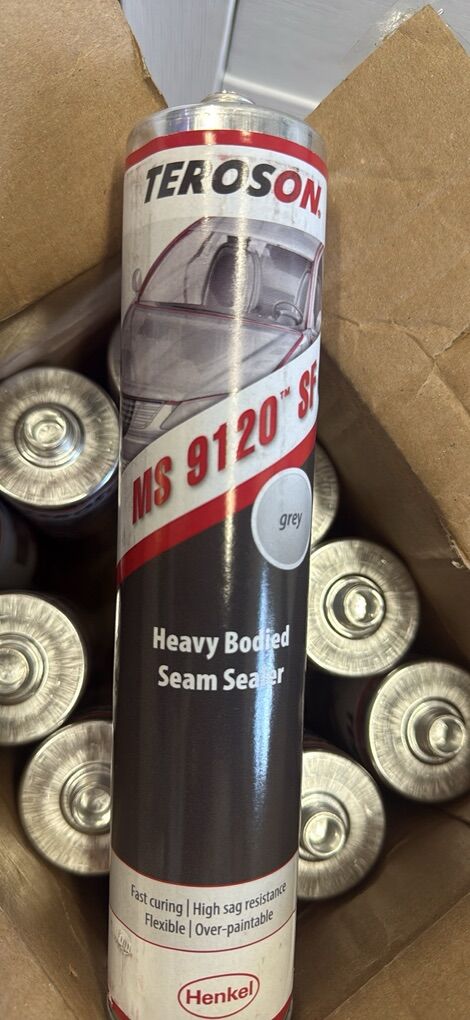 TEROSON®
MS 9120™ SF
grey
Heavy Bodied
Seam Sealer
Fast curing | High sag resistance
Flexible | Over-paintable
Henkel